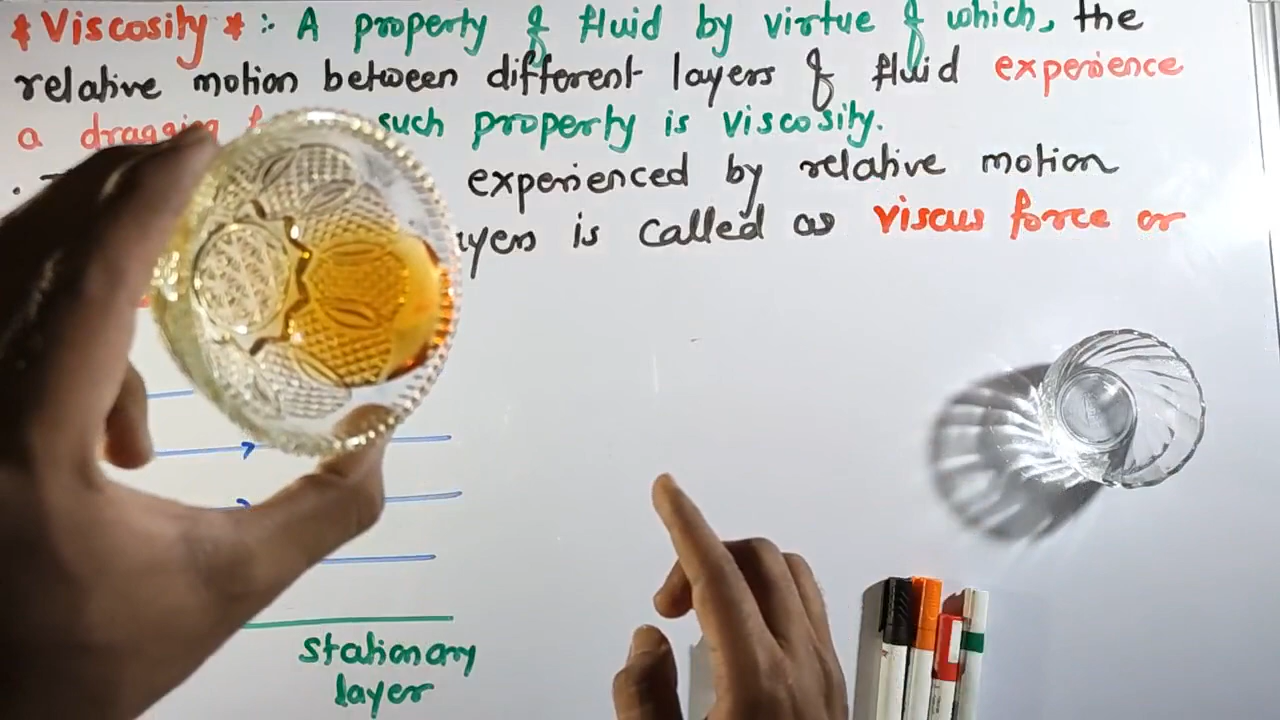 * Viscosity * :- A property of fluid by virtue of which, the
relative motion between different layers of fluid experience
a dragging such property is viscosity.
experienced by relative motion
is called as viscus force or
stationary
layer